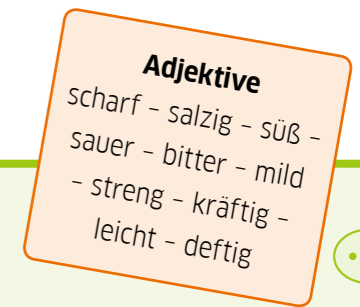 Adjektive
scharf – salzig – süß –
sauer – bitter – mild
– streng – kräftig –
leicht – deftig